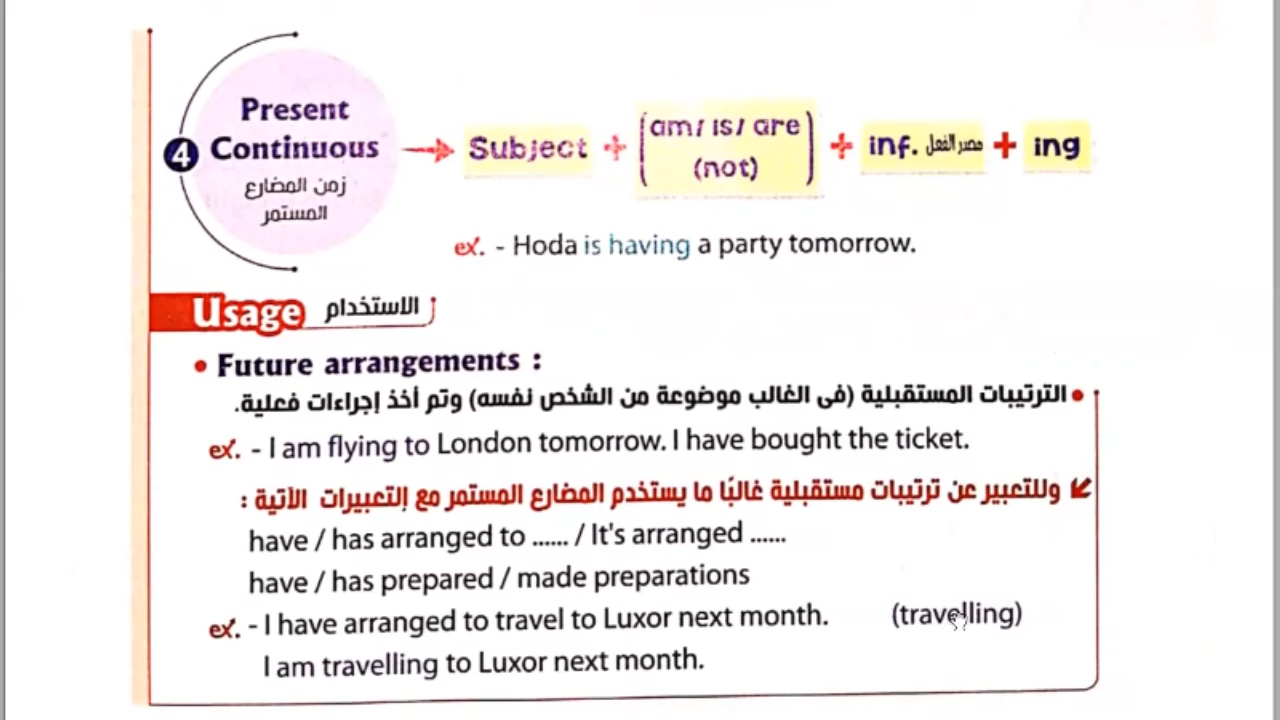 4
Present
Continuous
زمن المضارع
المستمر
Subject + (am/ is/ are (not)) + inf. مصدر الفعل + ing
ex. - Hoda is having a party tomorrow.
Usage الاستخدام
• Future arrangements :
• الترتيبات المستقبلية (فى الغالب موضوعة من الشخص نفسه) وتم أخذ إجراءات فعلية.
ex. - I am flying to London tomorrow. I have bought the ticket.
وللتعبير عن ترتيبات مستقبلية غالبًا ما يستخدم المضارع المستمر مع التعبيرات الآتية :
have / has arranged to ...... / It's arranged ......
have / has prepared / made preparations
ex. - I have arranged to travel to Luxor next month. (travelling)
I am travelling to Luxor next month.